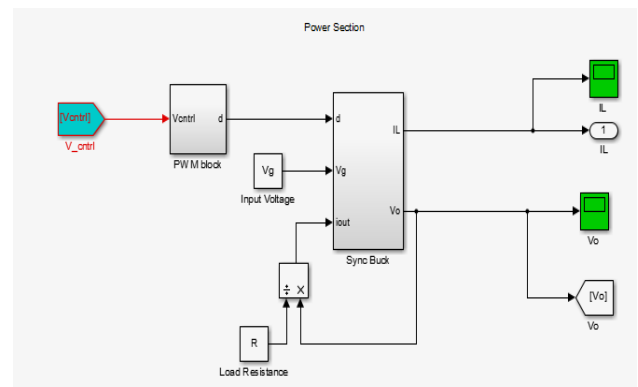 Power Section
[Vcntrl]
V_cntrl
Vcntrl
d
PWM block
Vg
Input Voltage
d
Vg
iout
IL
Vo
Sync Buck
IL
1
IL
Vo
[Vo]
Vo
÷ X
R
Load Resistance